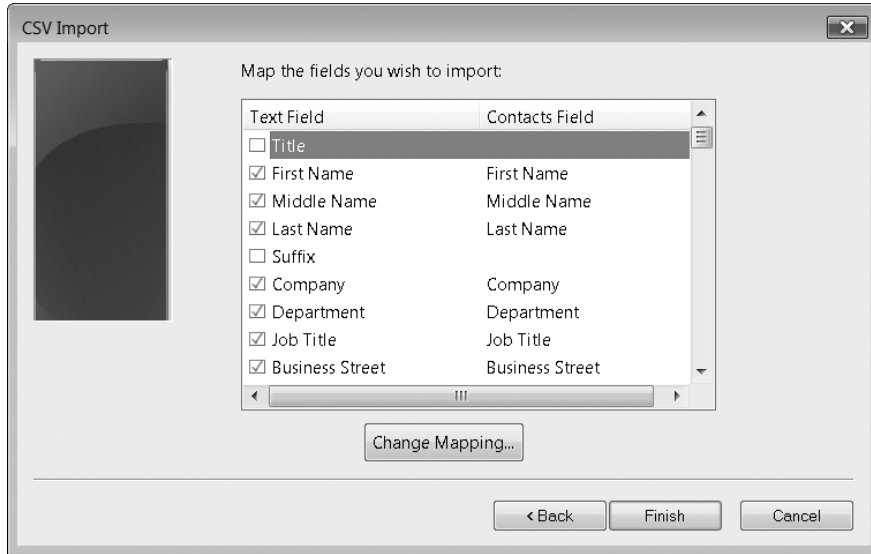 CSV Import
Map the fields you wish to import:
Text Field Contacts Field
Title
First Name First Name
Middle Name Middle Name
Last Name Last Name
Suffix
Company Company
Department Department
Job Title Job Title
Business Street Business Street
Change Mapping...
< Back Finish Cancel